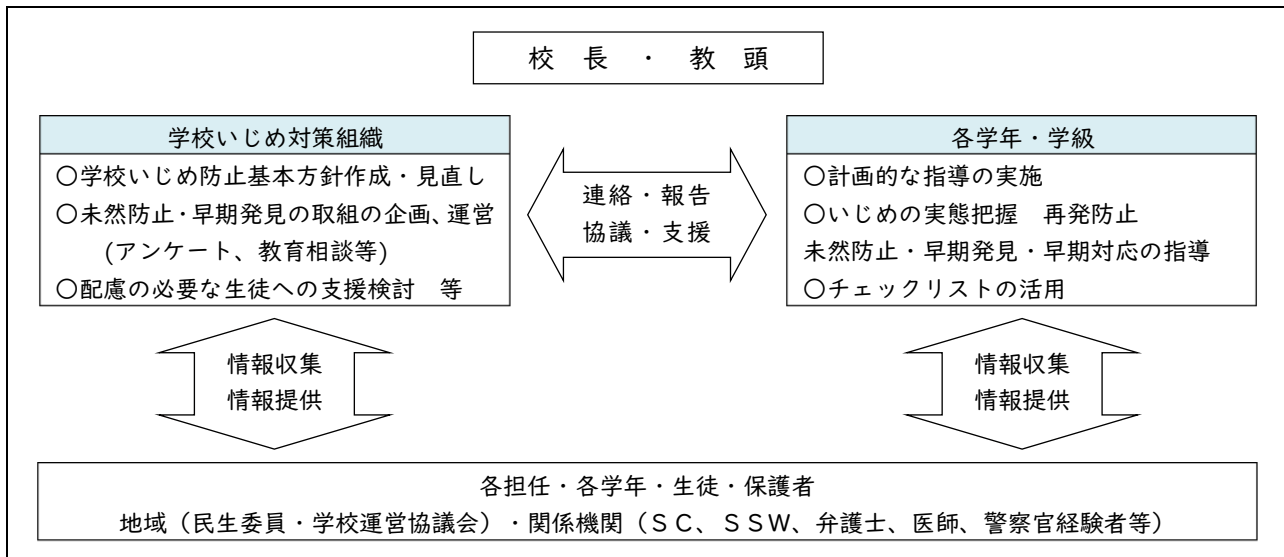 校 長 ・ 教 頭
学校いじめ対策組織
〇学校いじめ防止基本方針作成・見直し
〇未然防止・早期発見の取組の企画、運営
(アンケート、教育相談等)
〇配慮の必要な生徒への支援検討　等
連絡・報告
協議・支援
各学年・学級
〇計画的な指導の実施
〇いじめの実態把握　再発防止
未然防止・早期発見・早期対応の指導
〇チェックリストの活用
情報収集
情報提供
情報収集
情報提供
各担任・各学年・生徒・保護者
地域（民生委員・学校運営協議会）・関係機関（ＳＣ、ＳＳＷ、弁護士、医師、警察官経験者等）